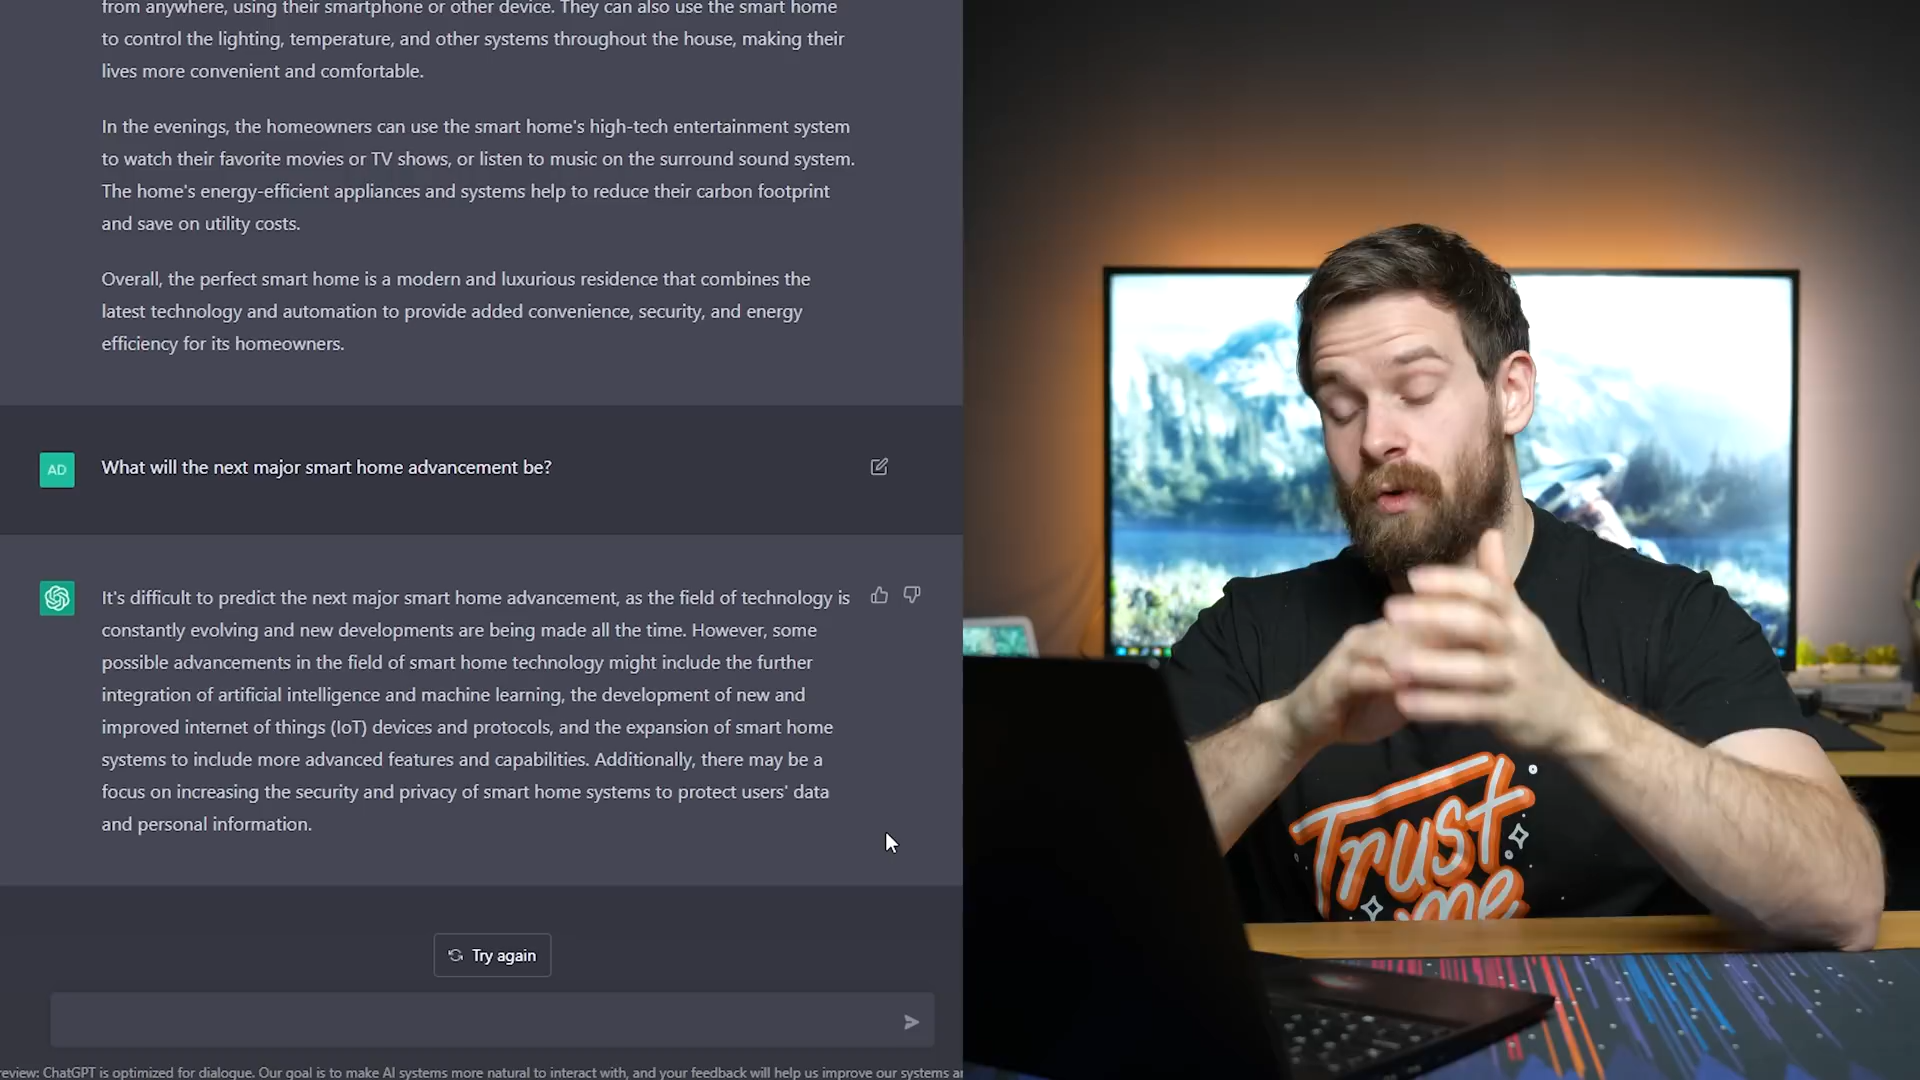 from anywhere, using their smartphone or other device. They can also use the smart home
to control the lighting, temperature, and other systems throughout the house, making their
lives more convenient and comfortable.
In the evenings, the homeowners can use the smart home's high-tech entertainment system
to watch their favorite movies or TV shows, or listen to music on the surround sound system.
The home's energy-efficient appliances and systems help to reduce their carbon footprint
and save on utility costs.
Overall, the perfect smart home is a modern and luxurious residence that combines the
latest technology and automation to provide added convenience, security, and energy
efficiency for its homeowners.
AD
What will the next major smart home advancement be?
It's difficult to predict the next major smart home advancement, as the field of technology is
constantly evolving and new developments are being made all the time. However, some
possible advancements in the field of smart home technology might include the further
integration of artificial intelligence and machine learning, the development of new and
improved internet of things (IoT) devices and protocols, and the expansion of smart home
systems to include more advanced features and capabilities. Additionally, there may be a
focus on increasing the security and privacy of smart home systems to protect users' data
and personal information.
Try again
eview: ChatGPT is optimized for dialogue. Our goal is to make AI systems more natural to interact with, and your feedback will help us improve our systems a
Trust
me